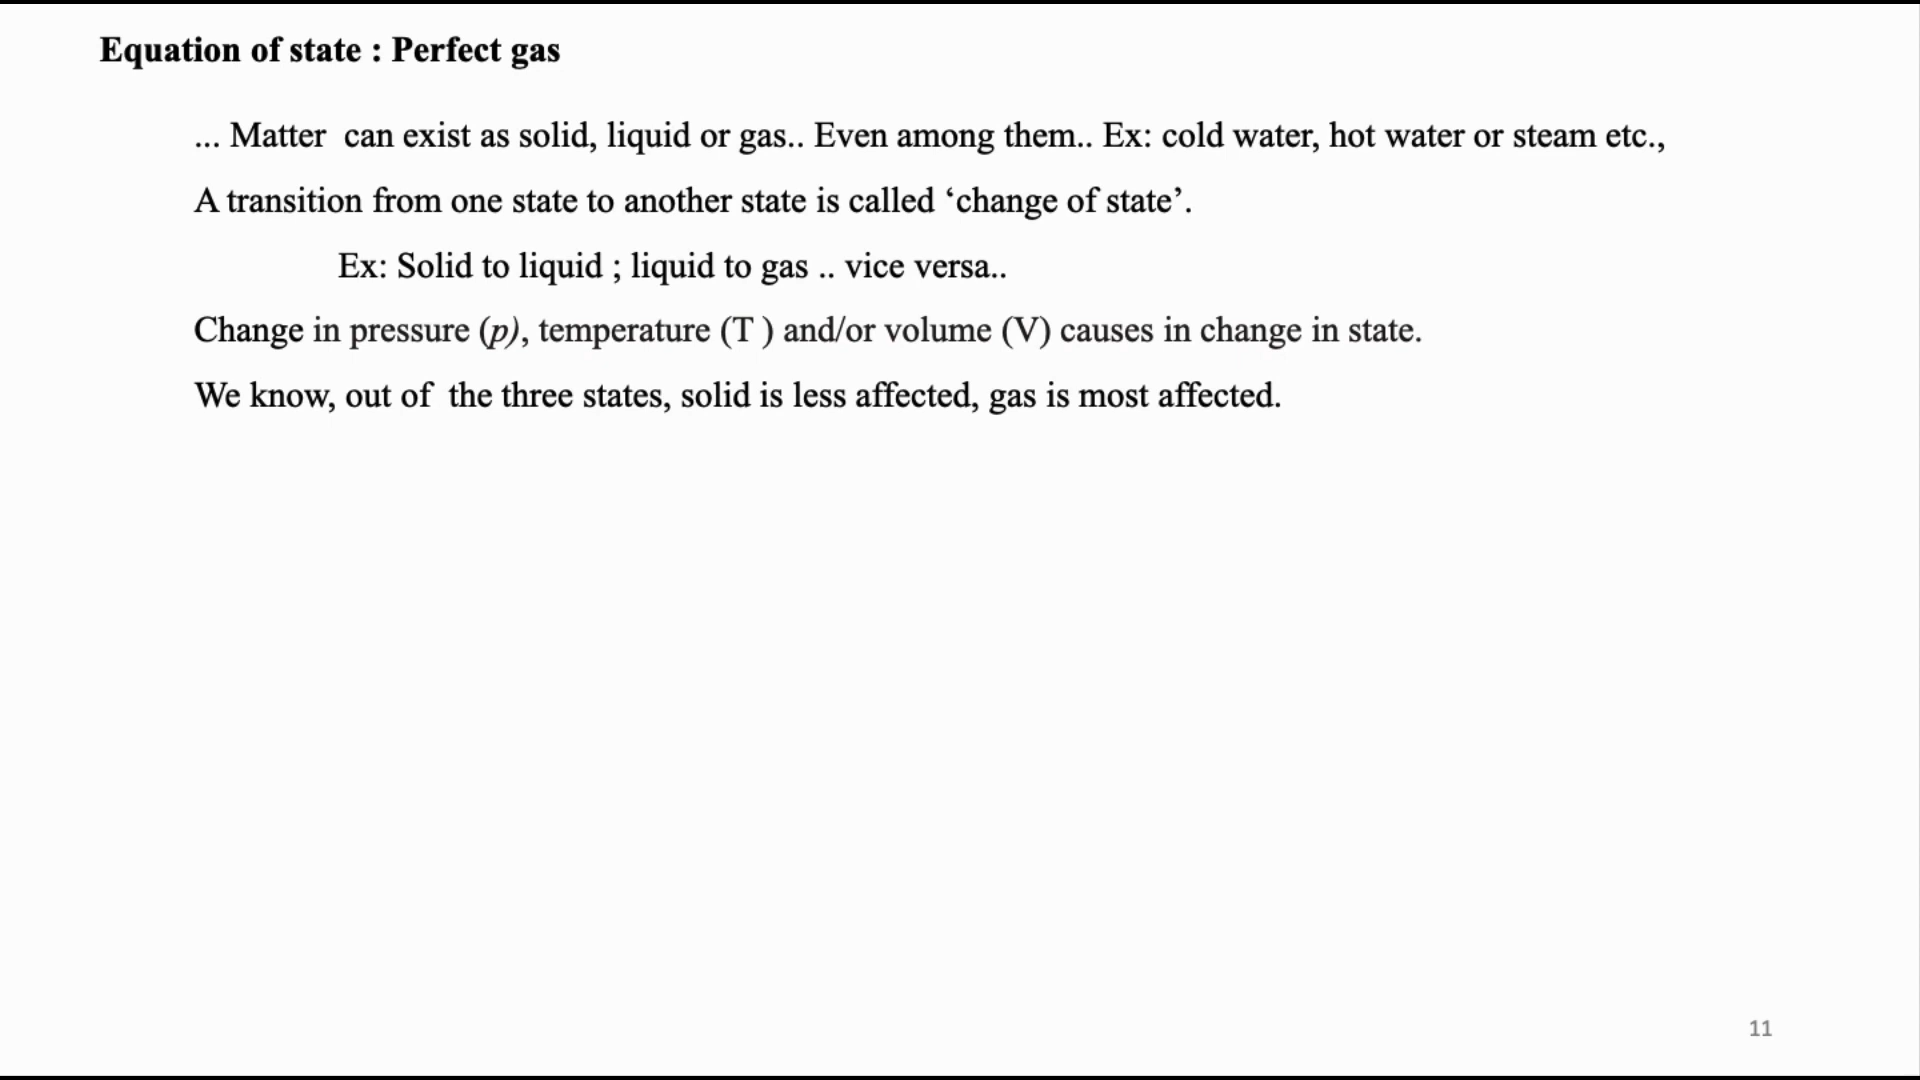 Equation of state : Perfect gas
... Matter can exist as solid, liquid or gas.. Even among them.. Ex: cold water, hot water or steam etc.,
A transition from one state to another state is called ‘change of state’.
Ex: Solid to liquid ; liquid to gas .. vice versa..
Change in pressure (p), temperature (T ) and/or volume (V) causes in change in state.
We know, out of the three states, solid is less affected, gas is most affected.
11